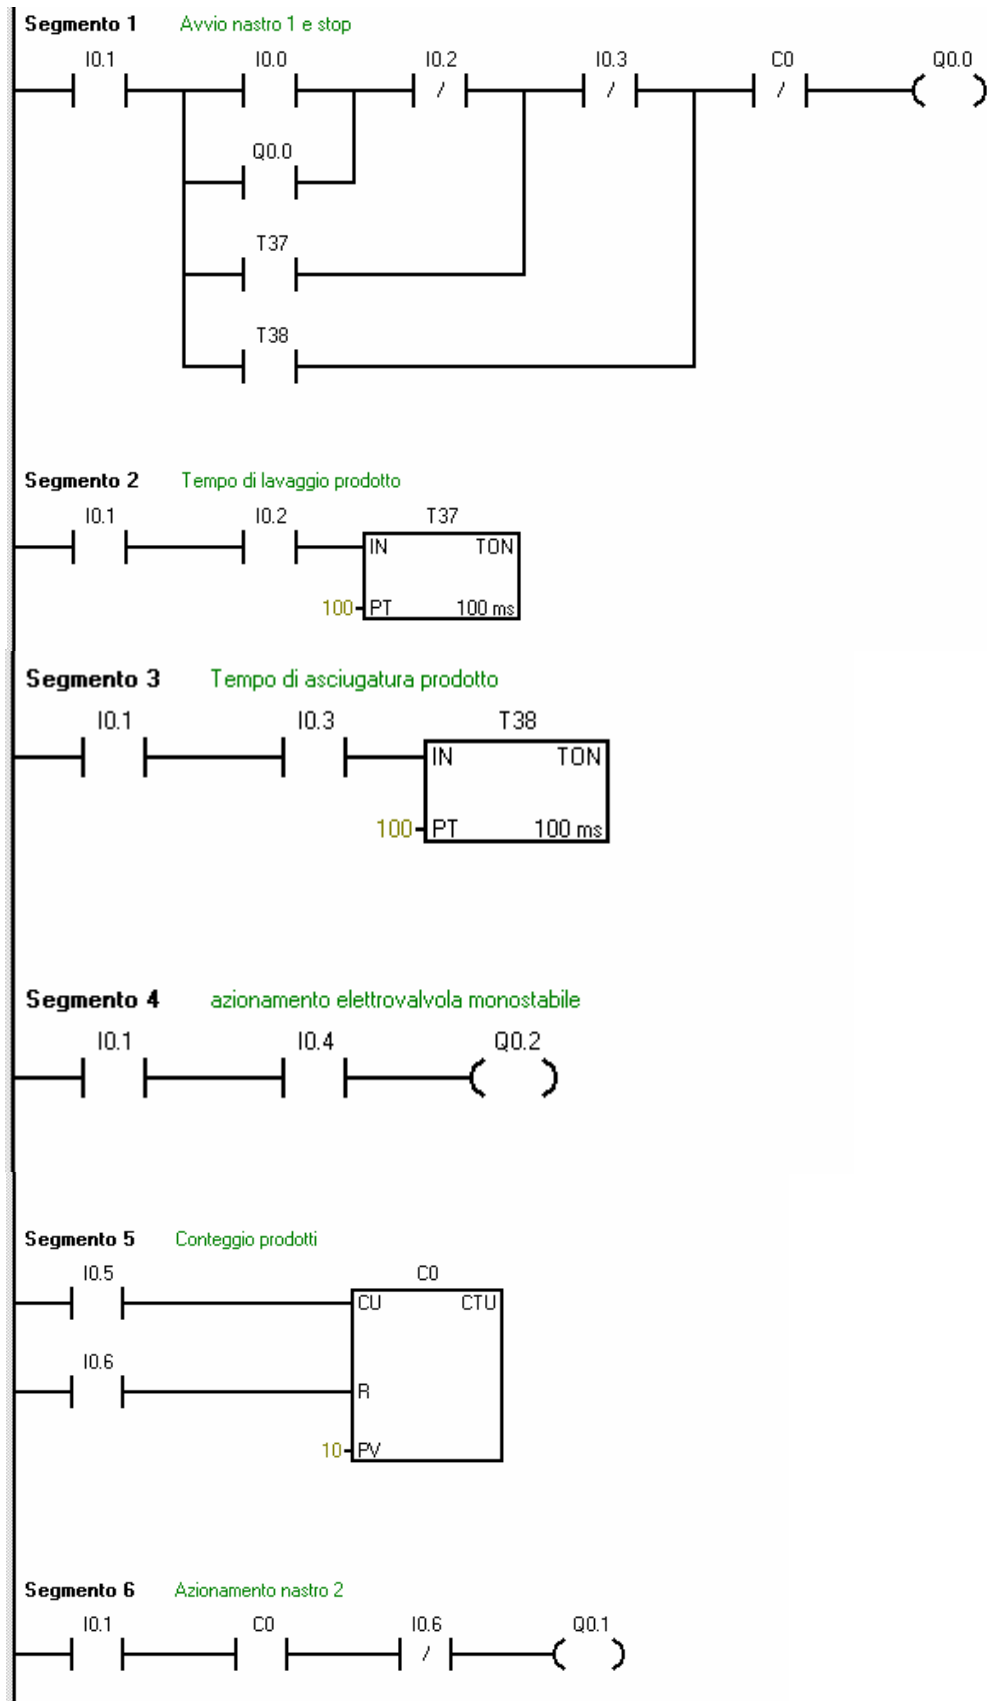 Segmento 1 Avvio nastro 1 e stop
I0.1 I0.0 I0.2 I0.3 C0 Q0.0
/ / /
Q0.0
T37
T38
Segmento 2 Tempo di lavaggio prodotto
I0.1 I0.2 T37
IN TON
100 PT 100 ms
Segmento 3 Tempo di asciugatura prodotto
I0.1 I0.3 T38
IN TON
100 PT 100 ms
Segmento 4 azionamento elettrovalvola monostabile
I0.1 I0.4 Q0.2
Segmento 5 Conteggio prodotti
I0.5 C0
CU CTU
I0.6
R
10 PV
Segmento 6 Azionamento nastro 2
I0.1 C0 I0.6 Q0.1
/